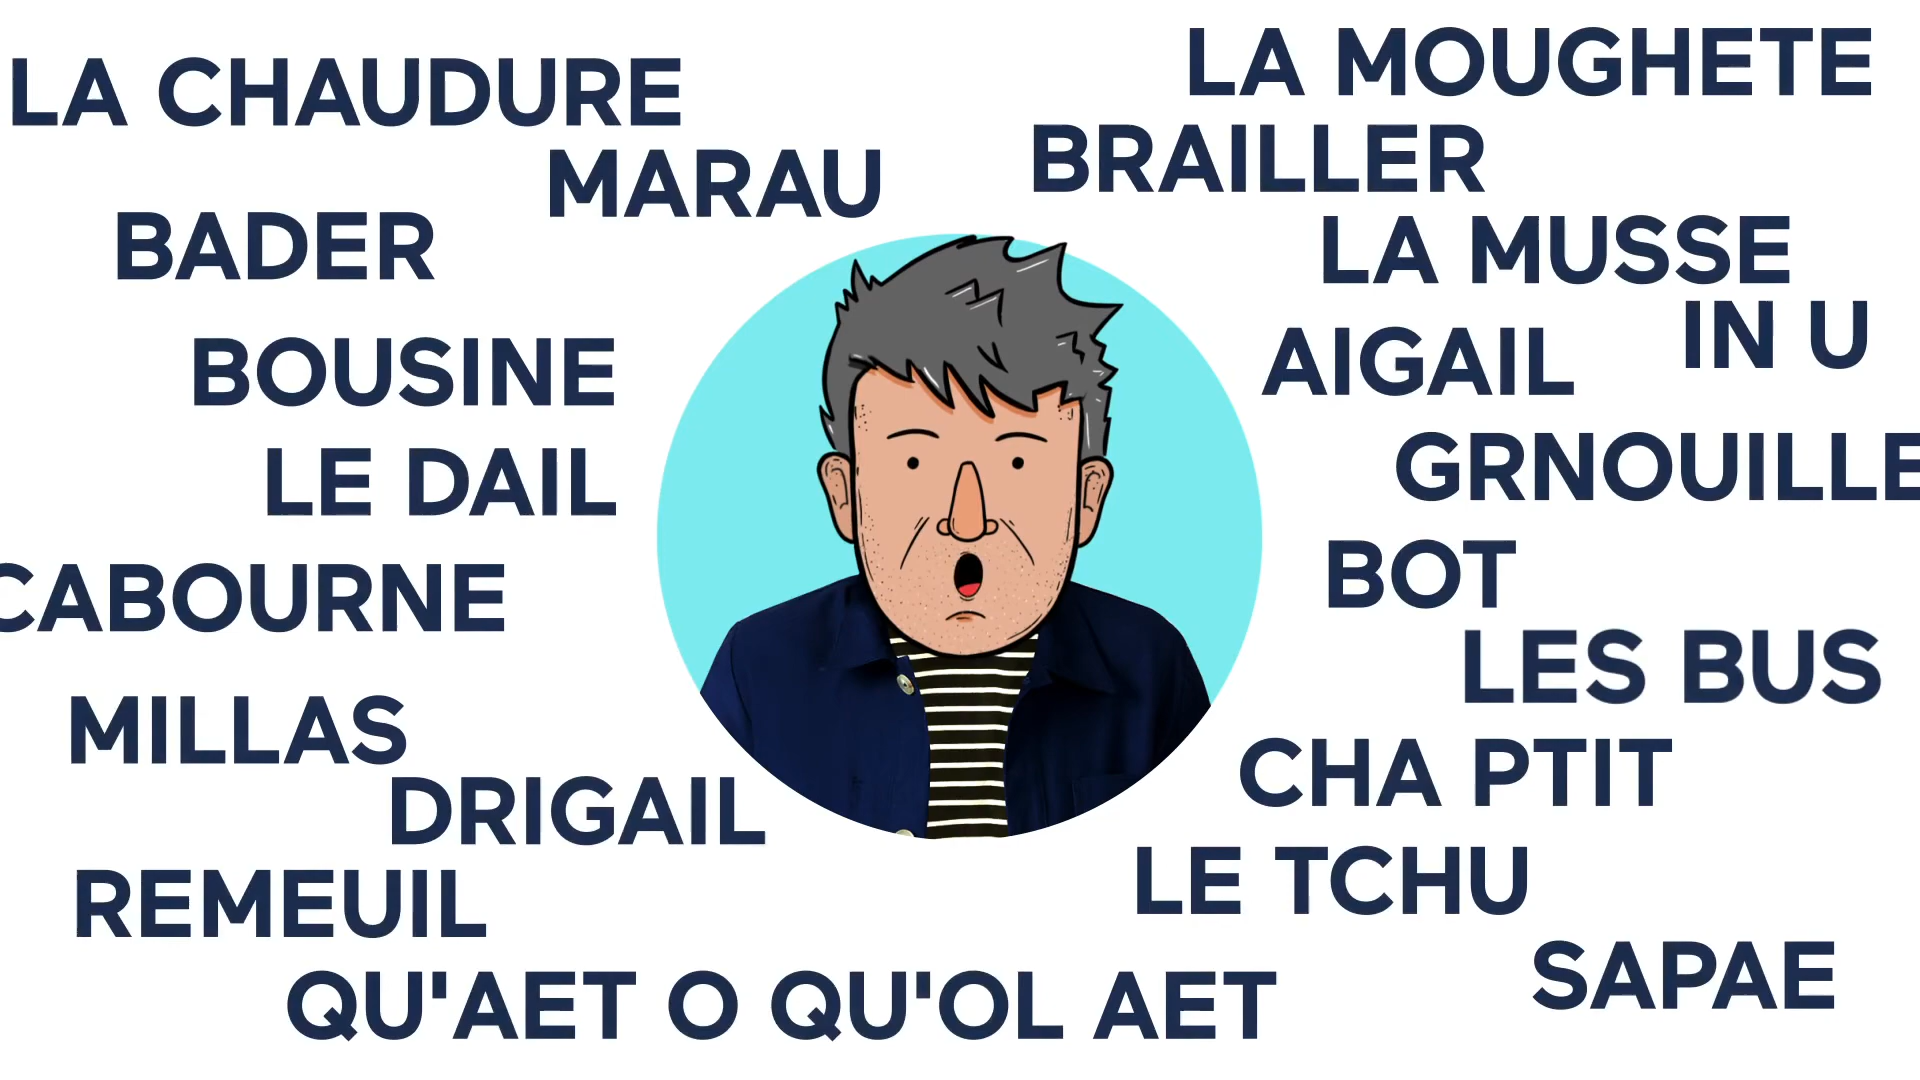 LA CHAUDURE
MARAU
BADER
BOUSINE
LE DAIL
CABOURNE
MILLAS
DRIGAIL
REMEUIL
QU'AET O QU'OL AET
LA MOUGHETE
BRAILLER
LA MUSSE
IN U
AIGAIL
GRNOUILLE
BOT
LES BUS
CHA PTIT
LE TCHU
SAPAE